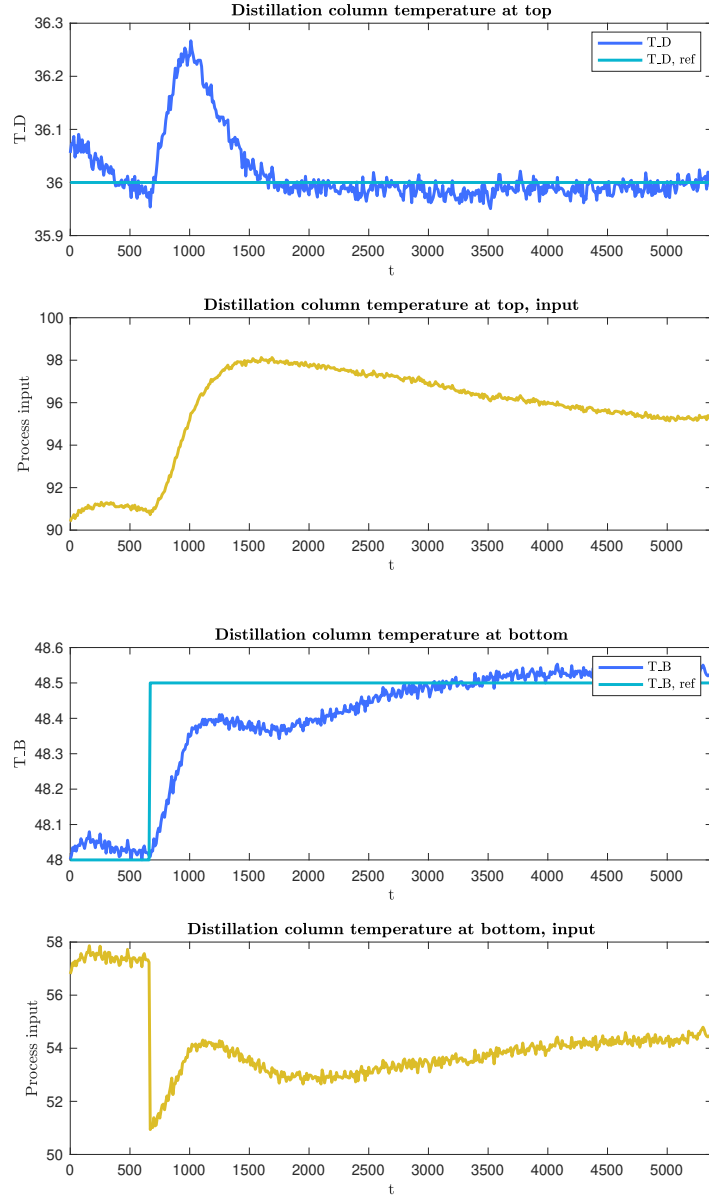 Distillation column temperature at top
36.3
36.2
36.1
36
35.9
T_D
T_D
T_D, ref
0 500 1000 1500 2000 2500 3000 3500 4000 4500 5000
t
Distillation column temperature at top, input
100
98
96
94
92
90
Process input
0 500 1000 1500 2000 2500 3000 3500 4000 4500 5000
t
Distillation column temperature at bottom
48.6
48.5
48.4
48.3
48.2
48.1
48
T_B
T_B
T_B, ref
0 500 1000 1500 2000 2500 3000 3500 4000 4500 5000
t
Distillation column temperature at bottom, input
58
56
54
52
50
Process input
0 500 1000 1500 2000 2500 3000 3500 4000 4500 5000
t